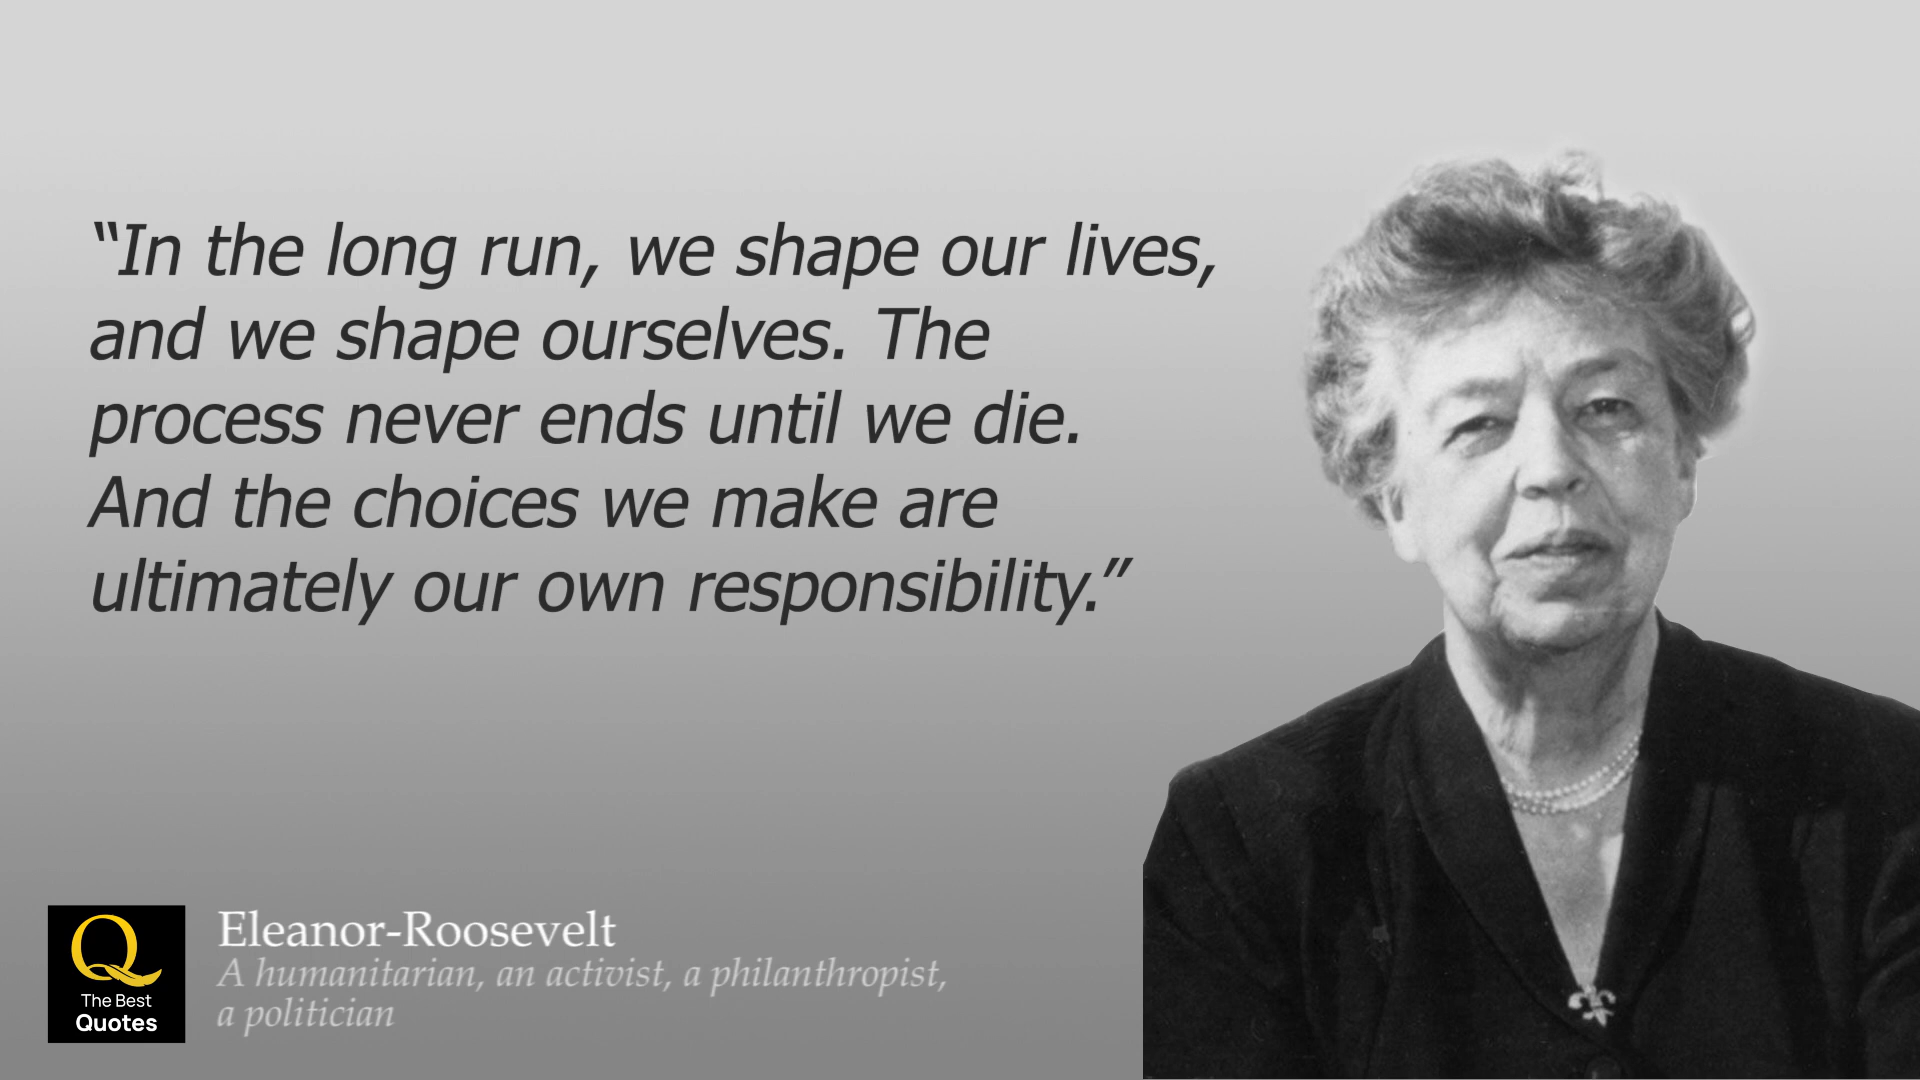 “In the long run, we shape our lives,
and we shape ourselves. The
process never ends until we die.
And the choices we make are
ultimately our own responsibility.”
Eleanor-Roosevelt
A humanitarian, an activist, a philanthropist,
a politician
Q
The Best
Quotes